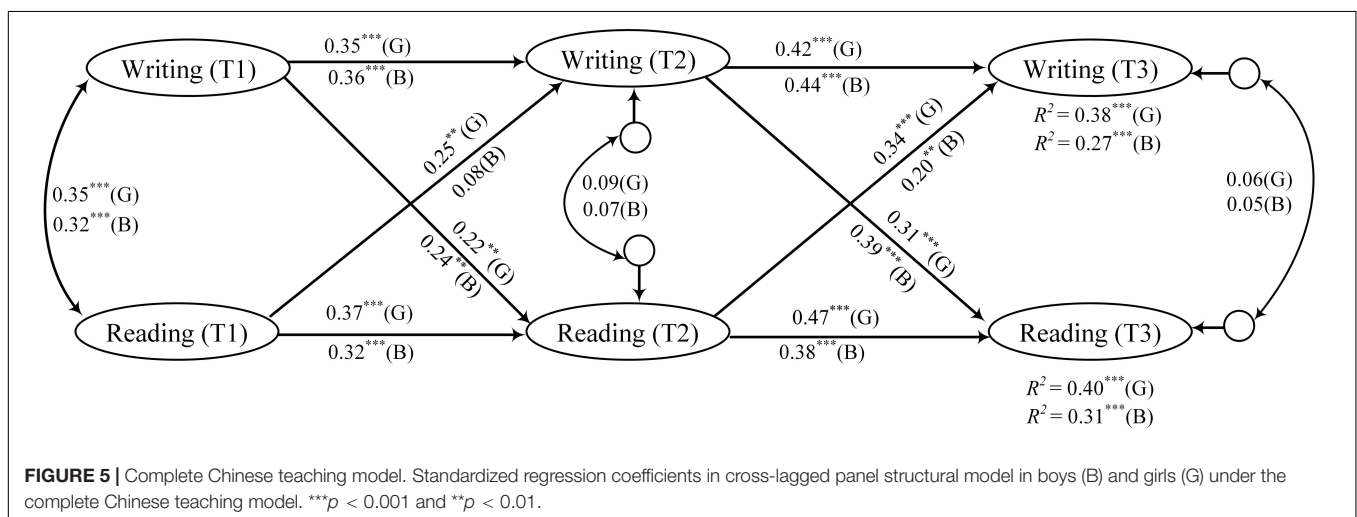 0.35***(G)
0.36***(B)
0.42***(G)
0.44***(B)
Writing (T1)
Writing (T2)
Writing (T3)
R² = 0.38***(G)
R² = 0.27***(B)
0.25**(G)
0.08(B)
0.34***(G)
0.20**(B)
0.35***(G)
0.32***(B)
0.09(G)
0.07(B)
0.06(G)
0.05(B)
0.22**(G)
0.24**(B)
0.31***(G)
0.39***(B)
0.37***(G)
0.32***(B)
0.47***(G)
0.38***(B)
Reading (T1)
Reading (T2)
Reading (T3)
R² = 0.40***(G)
R² = 0.31***(B)
FIGURE 5 | Complete Chinese teaching model. Standardized regression coefficients in cross-lagged panel structural model in boys (B) and girls (G) under the
complete Chinese teaching model. ***p < 0.001 and **p < 0.01.